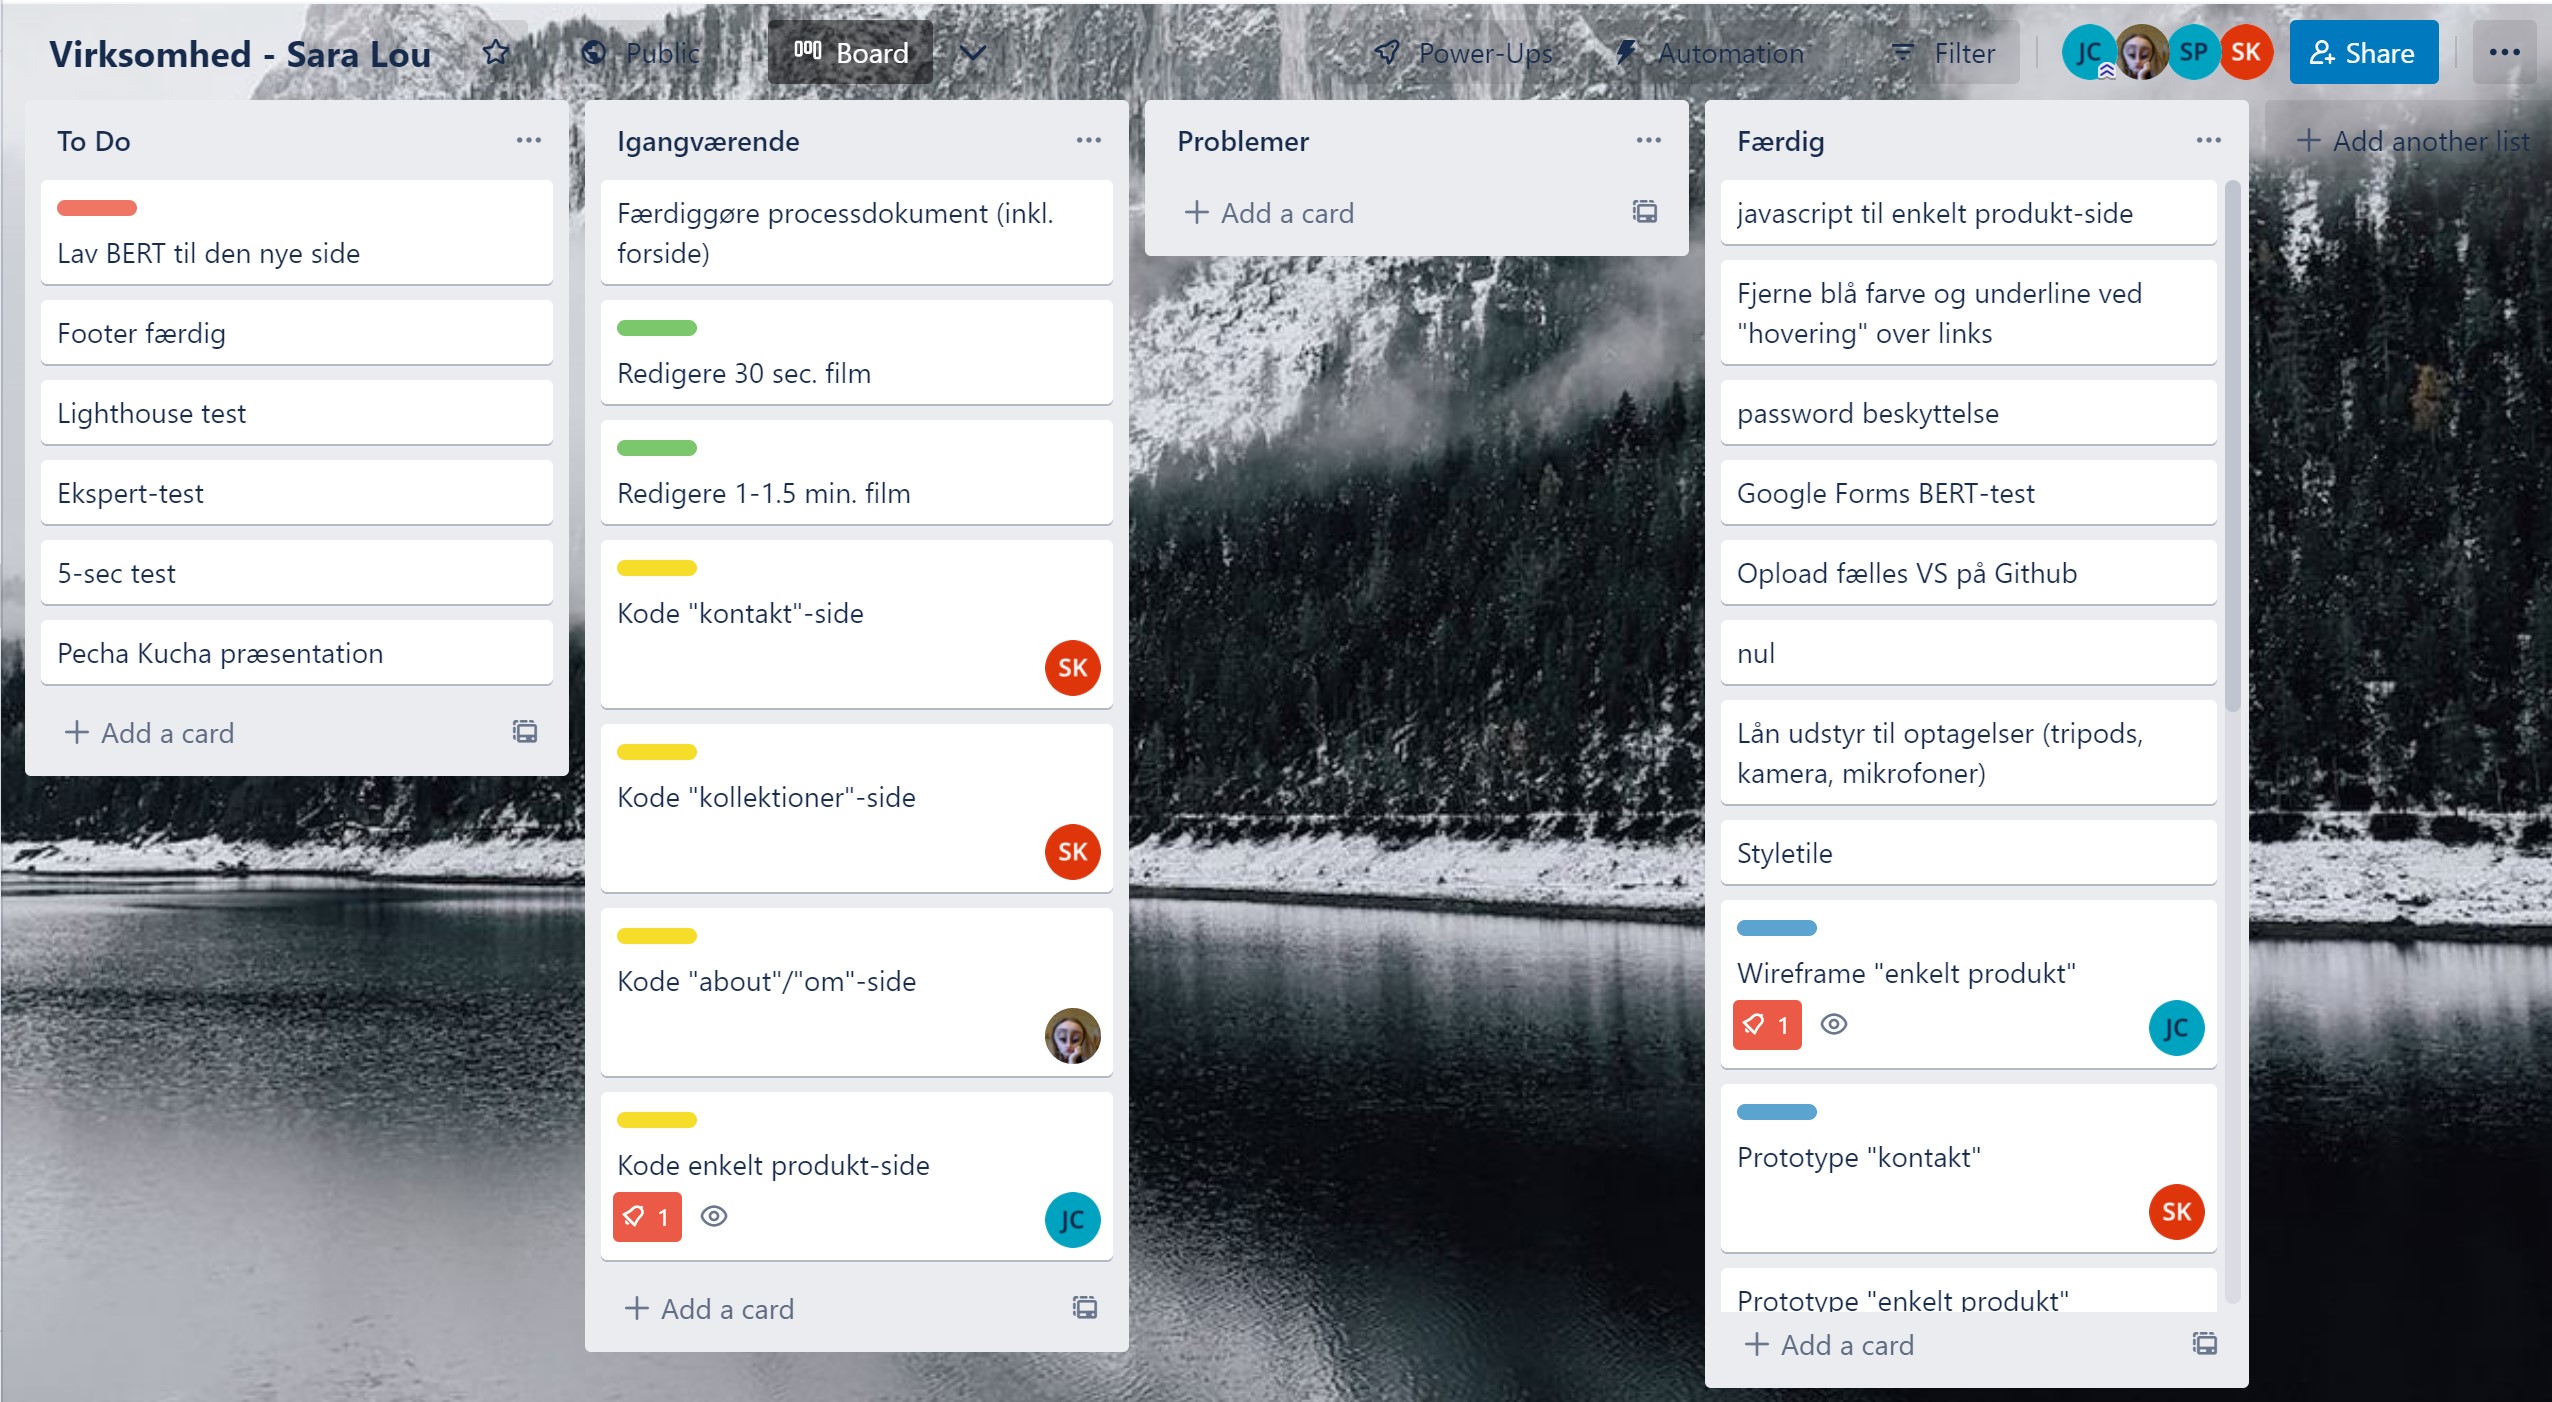 Virksomhed - Sara Lou
Public
Board
Power-Ups
Automation
Filter
JC
SP
SK
Share
To Do
Lav BERT til den nye side
Footer færdig
Lighthouse test
Ekspert-test
5-sec test
Pecha Kucha præsentation
Add a card
Igangværende
Færdiggøre processdokument (inkl.
forside)
Redigere 30 sec. film
Redigere 1-1.5 min. film
Kode "kontakt"-side
SK
Kode "kollektioner"-side
SK
Kode "about"/"om"-side
Kode enkelt produkt-side
1
JC
Add a card
Problemer
Add a card
Færdig
javascript til enkelt produkt-side
Fjerne blå farve og underline ved
"hovering" over links
password beskyttelse
Google Forms BERT-test
Opload fælles VS på Github
nul
Lån udstyr til optagelser (tripods,
kamera, mikrofoner)
Styletile
Wireframe "enkelt produkt"
1
JC
Prototype "kontakt"
SK
Prototype "enkelt produkt"
Add a card
Add another list